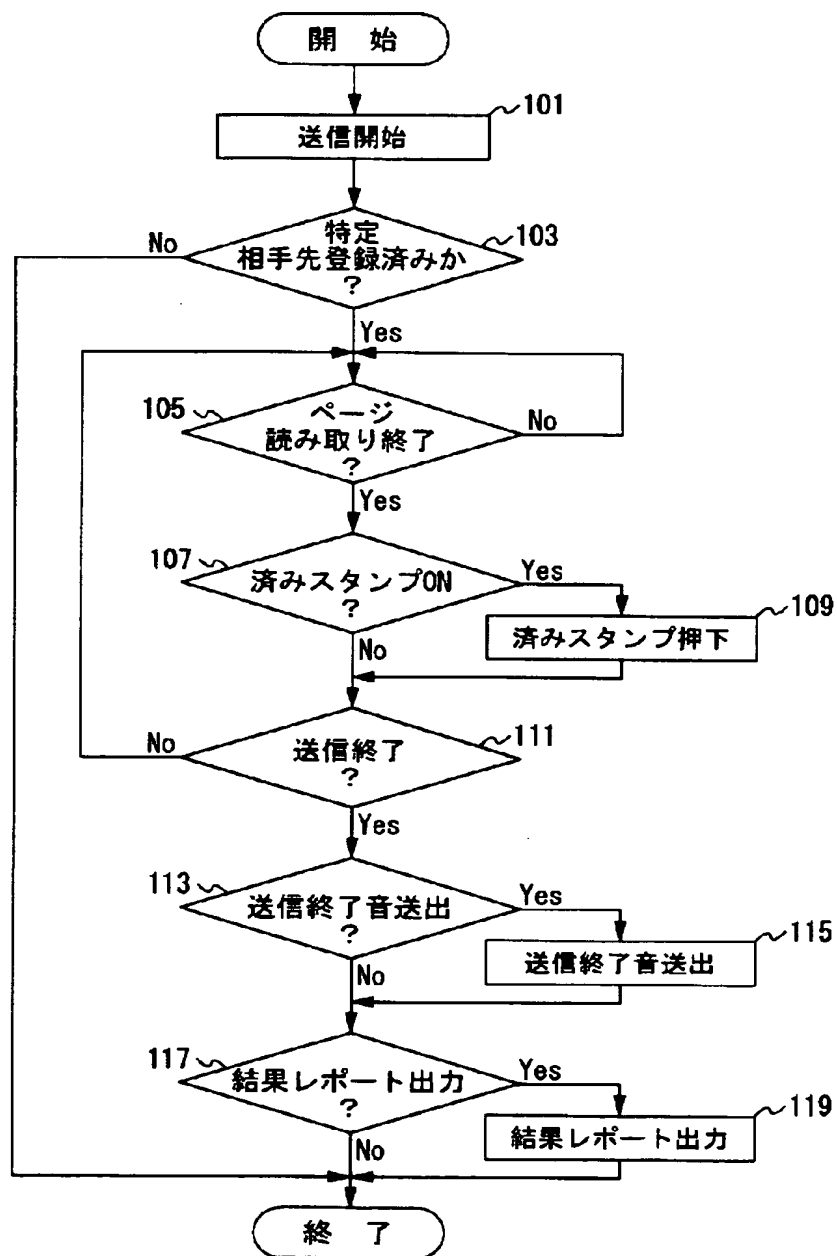 開 始
101
送信開始
特定
相手先登録済みか
?
103
No
Yes
105
ページ
読み取り終了
?
No
Yes
107
済みスタンプON
?
Yes
109
済みスタンプ押下
No
送信終了
?
111
No
Yes
113
送信終了音送出
?
Yes
115
送信終了音送出
No
117
結果レポート出力
?
Yes
119
結果レポート出力
No
終 了